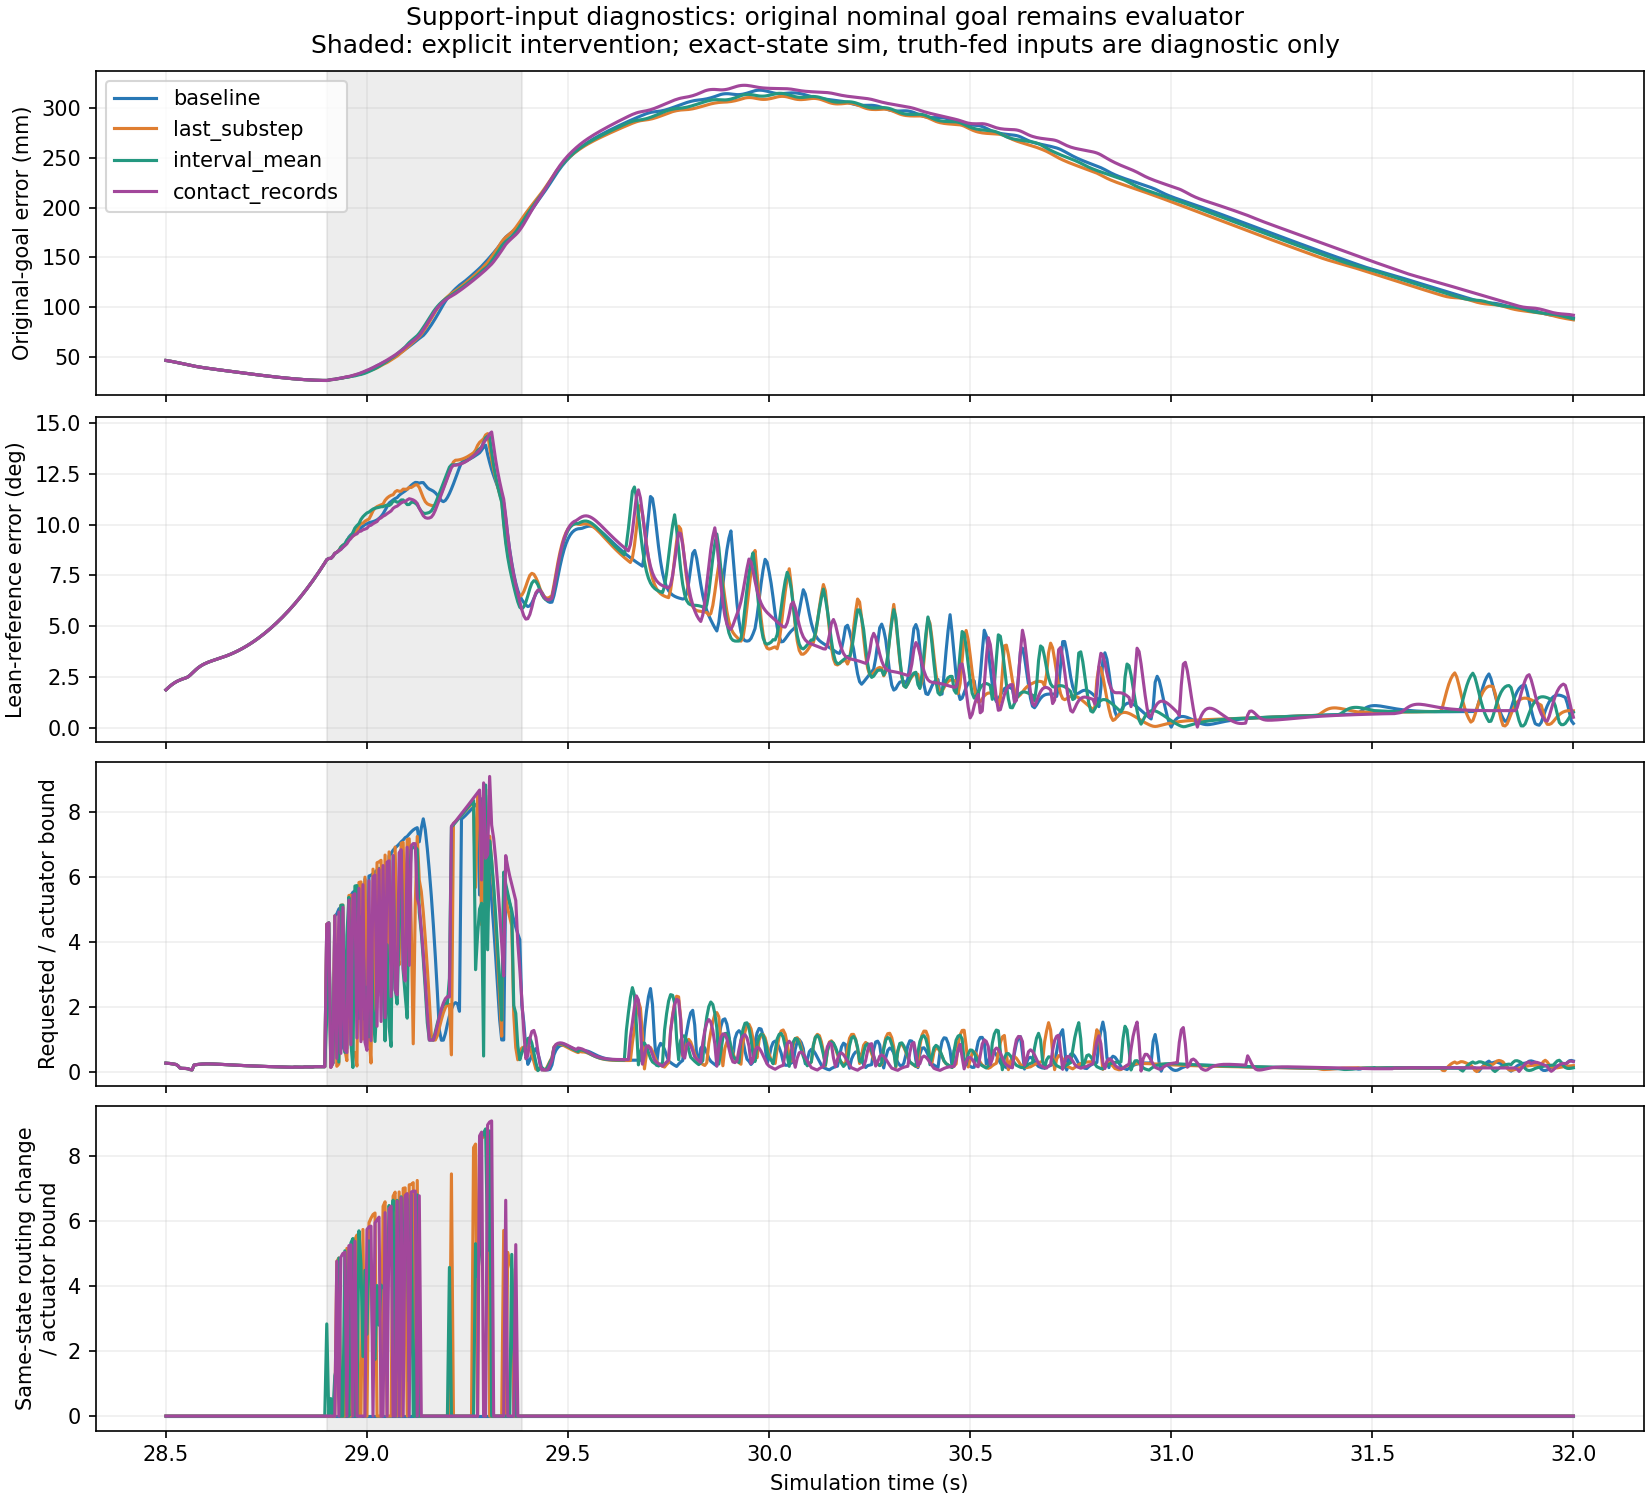 Support-input diagnostics: original nominal goal remains evaluator
Shaded: explicit intervention; exact-state sim, truth-fed inputs are diagnostic only
Original-goal error (mm)
300
250
200
150
100
50
baseline
last_substep
interval_mean
contact_records
Lean-reference error (deg)
15.0
12.5
10.0
7.5
5.0
2.5
0.0
Requested / actuator bound
8
6
4
2
0
Same-state routing change
/ actuator bound
8
6
4
2
0
28.5 29.0 29.5 30.0 30.5 31.0 31.5 32.0
Simulation time (s)